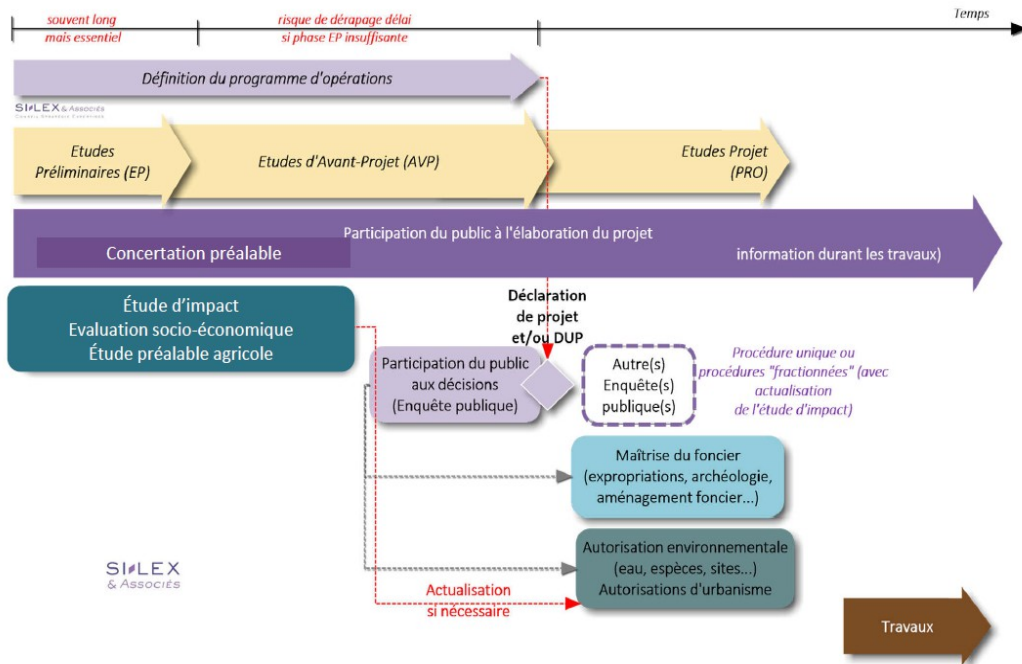 souvent long
mais essentiel
risque de dérapage délai
si phase EP insuffisante
Temps
Définition du programme d'opérations
SILEX & ASSOCIÉS
CONSEIL STRATÉGIE EXPERTISES
Etudes
Préliminaires (EP)
Etudes d'Avant-Projet (AVP)
Etudes Projet
(PRO)
Participation du public à l'élaboration du projet
Concertation préalable
information durant les travaux)
Étude d'impact
Evaluation socio-économique
Étude préalable agricole
Déclaration
de projet
et/ou DUP
Participation du public
aux décisions
(Enquête publique)
Autre(s)
Enquête(s)
publique(s)
Procédure unique ou
procédures "fractionnées" (avec
actualisation
de l'étude d'impact)
Maîtrise du foncier
(expropriations, archéologie,
aménagement foncier...)
Autorisation environnementale
(eau, espèces, sites...)
Autorisations d'urbanisme
SILEX
& ASSOCIÉS
Actualisation
si nécessaire
Travaux